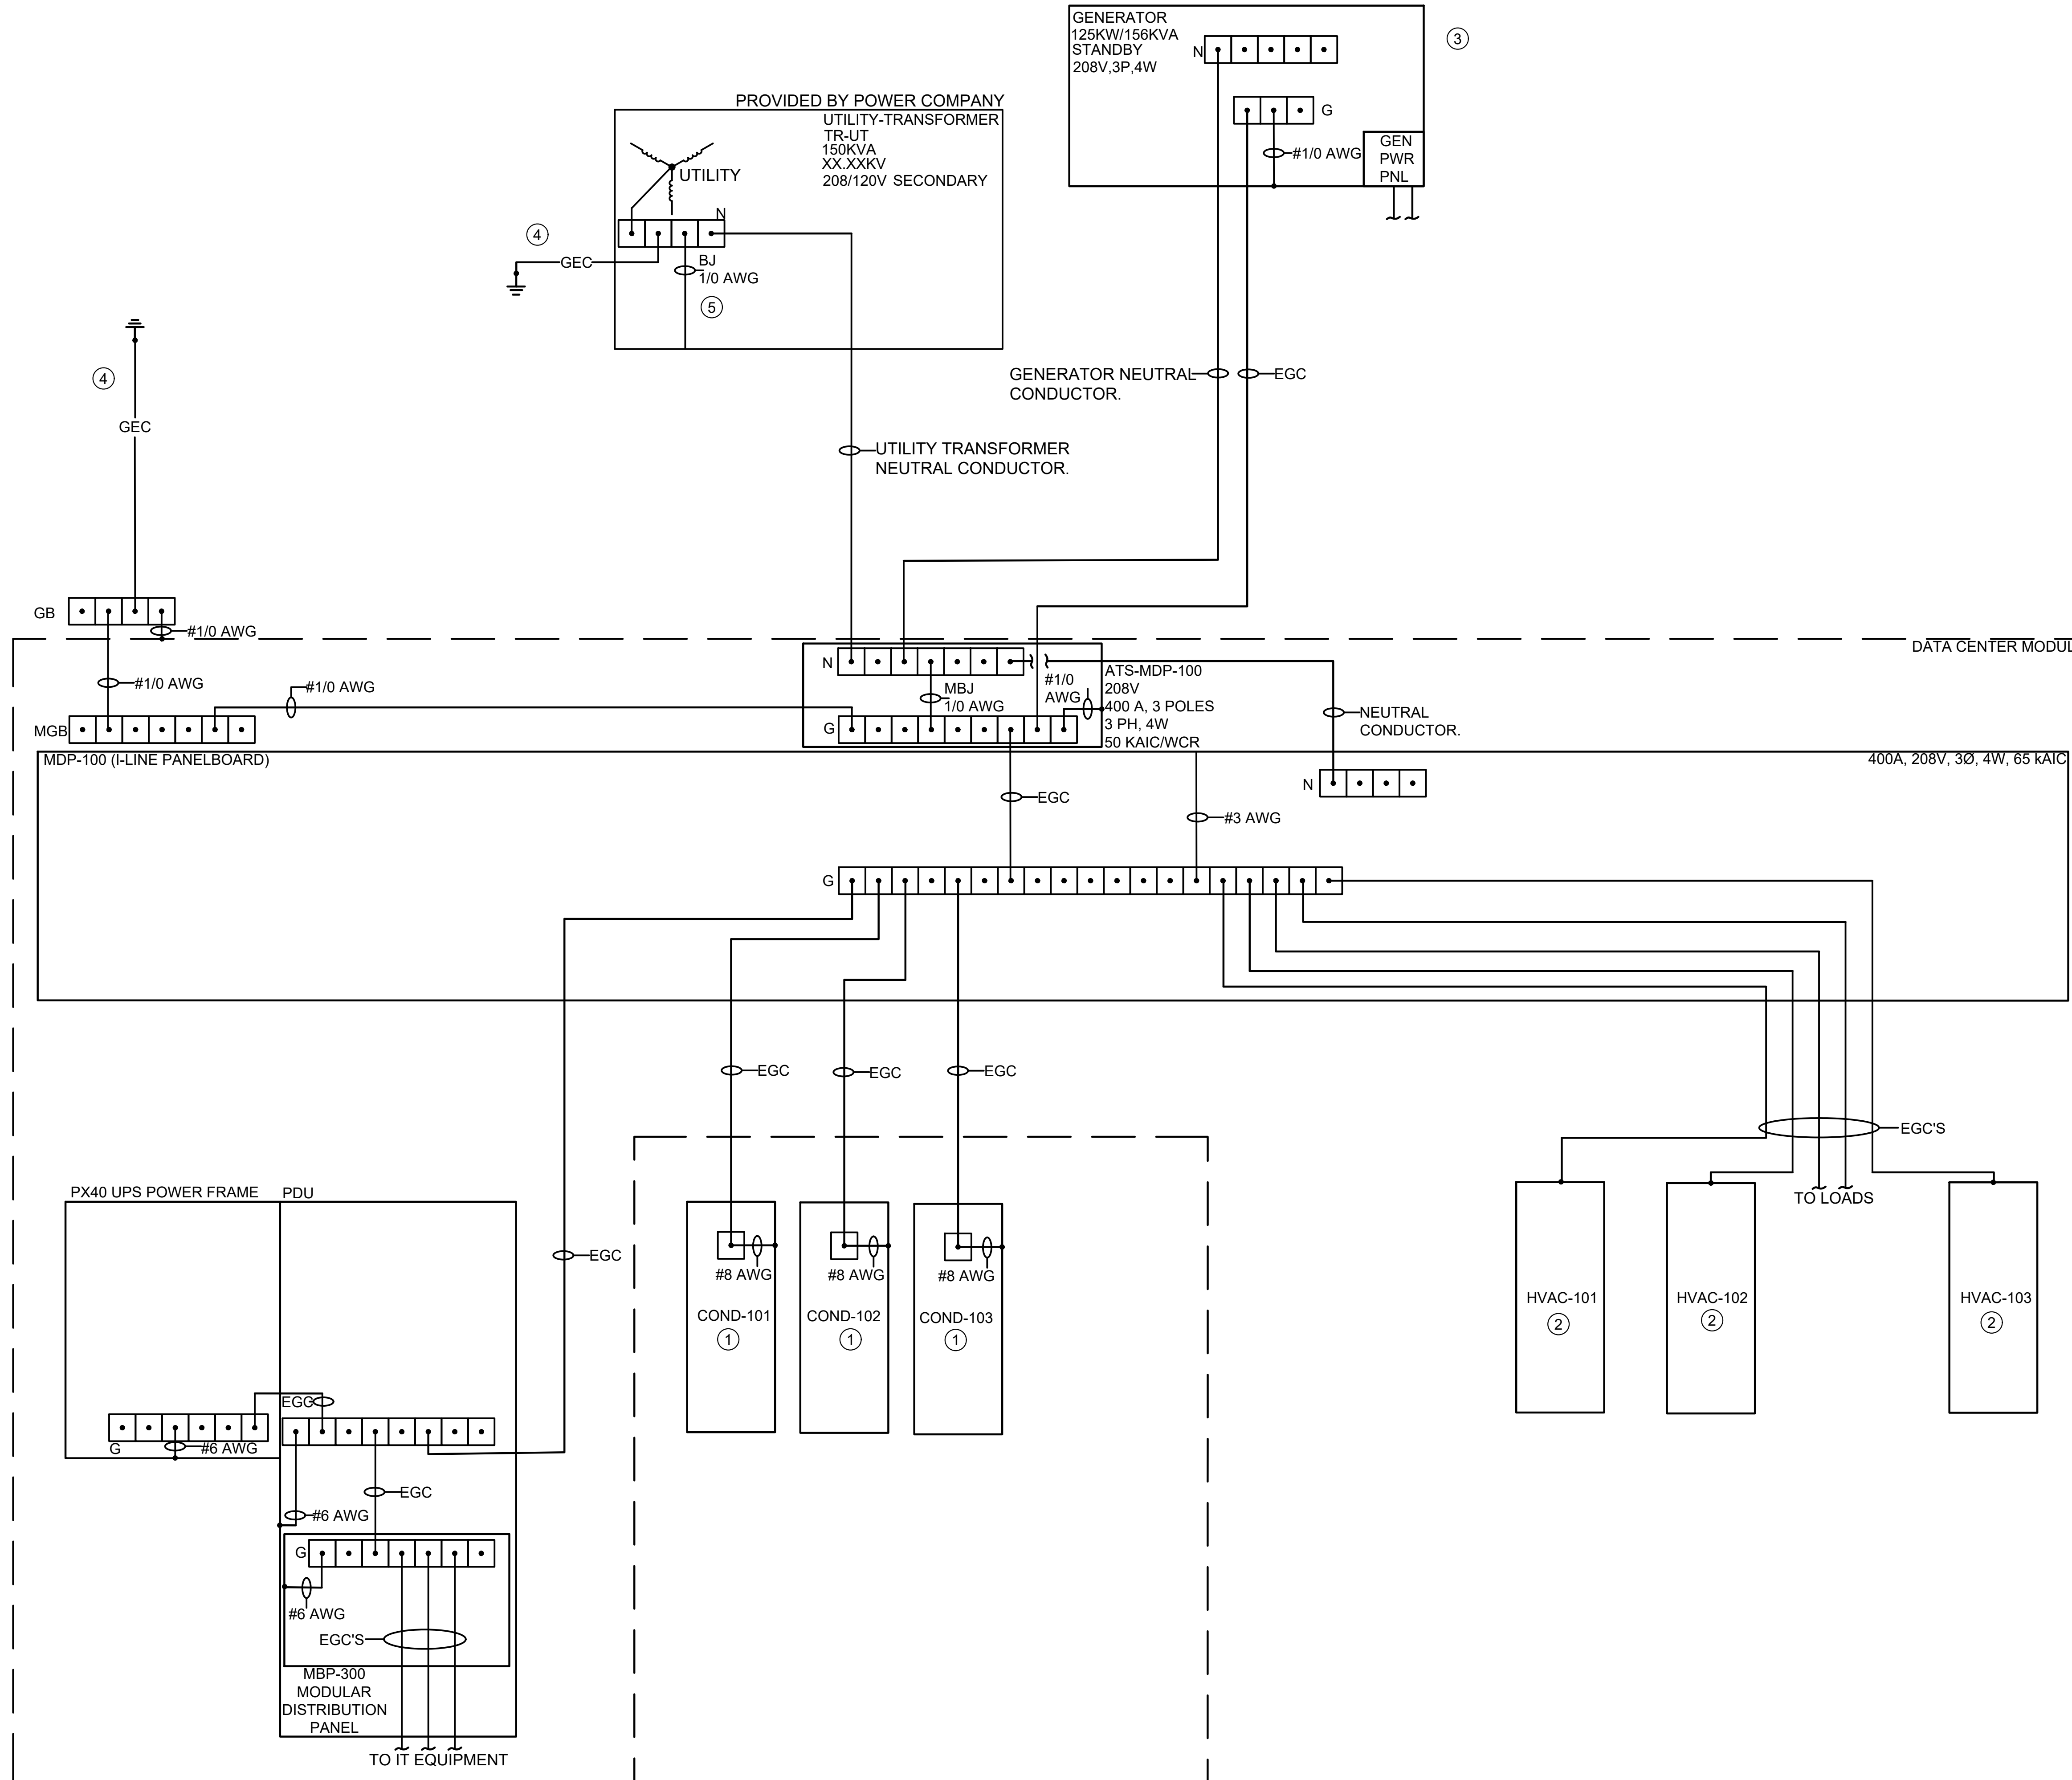 GENERATOR
125KW/156KVA
STANDBY
208V,3P,4W
N
3
G
#1/0 AWG
GEN
PWR
PNL
PROVIDED BY POWER COMPANY
UTILITY-TRANSFORMER
TR-UT
150KVA
XX.XXKV
208/120V SECONDARY
UTILITY
N
4
GEC
BJ
1/0 AWG
5
4
GEC
GENERATOR NEUTRAL
CONDUCTOR.
EGC
UTILITY TRANSFORMER
NEUTRAL CONDUCTOR.
GB
#1/0 AWG
DATA CENTER MODUL
#1/0 AWG
#1/0 AWG
MGB
N
MBJ
1/0 AWG
#1/0
AWG
G
ATS-MDP-100
208V
400 A, 3 POLES
3 PH, 4W
50 KAIC/WCR
NEUTRAL
CONDUCTOR.
MDP-100 (I-LINE PANELBOARD)
400A, 208V, 3Ø, 4W, 65 kAIC
N
EGC
#3 AWG
G
EGC
EGC
EGC
EGC'S
PX40 UPS POWER FRAME
PDU
TO LOADS
EGC
#8 AWG
#8 AWG
#8 AWG
COND-101
1
COND-102
1
COND-103
1
HVAC-101
2
HVAC-102
2
HVAC-103
2
EGC
G
#6 AWG
EGC
#6 AWG
G
#6 AWG
EGC'S
MBP-300
MODULAR
DISTRIBUTION
PANEL
TO IT EQUIPMENT